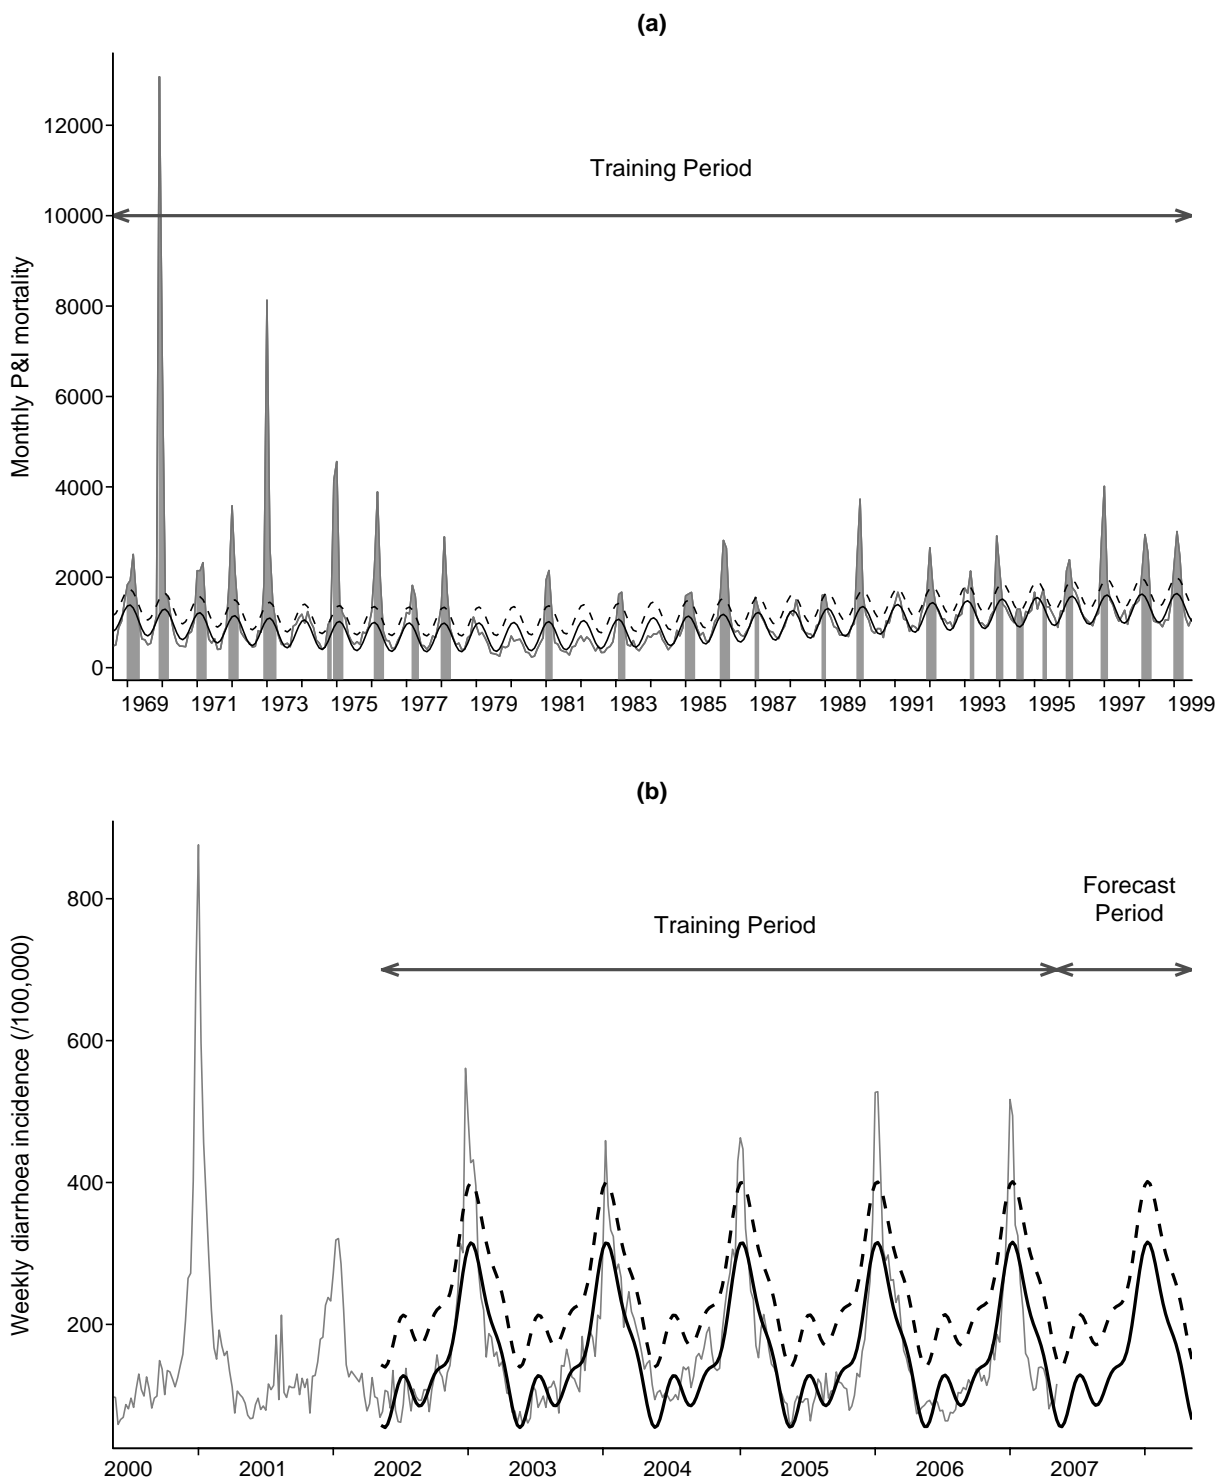 (a)
12000
10000
8000
6000
4000
2000
0
Monthly P&I mortality
Training Period
1969 1971 1973 1975 1977 1979 1981 1983 1985 1987 1989 1991 1993 1995 1997 1999
(b)
800
600
400
200
Weekly diarrhoea incidence (/100,000)
Training Period
Forecast
Period
2000 2001 2002 2003 2004 2005 2006 2007